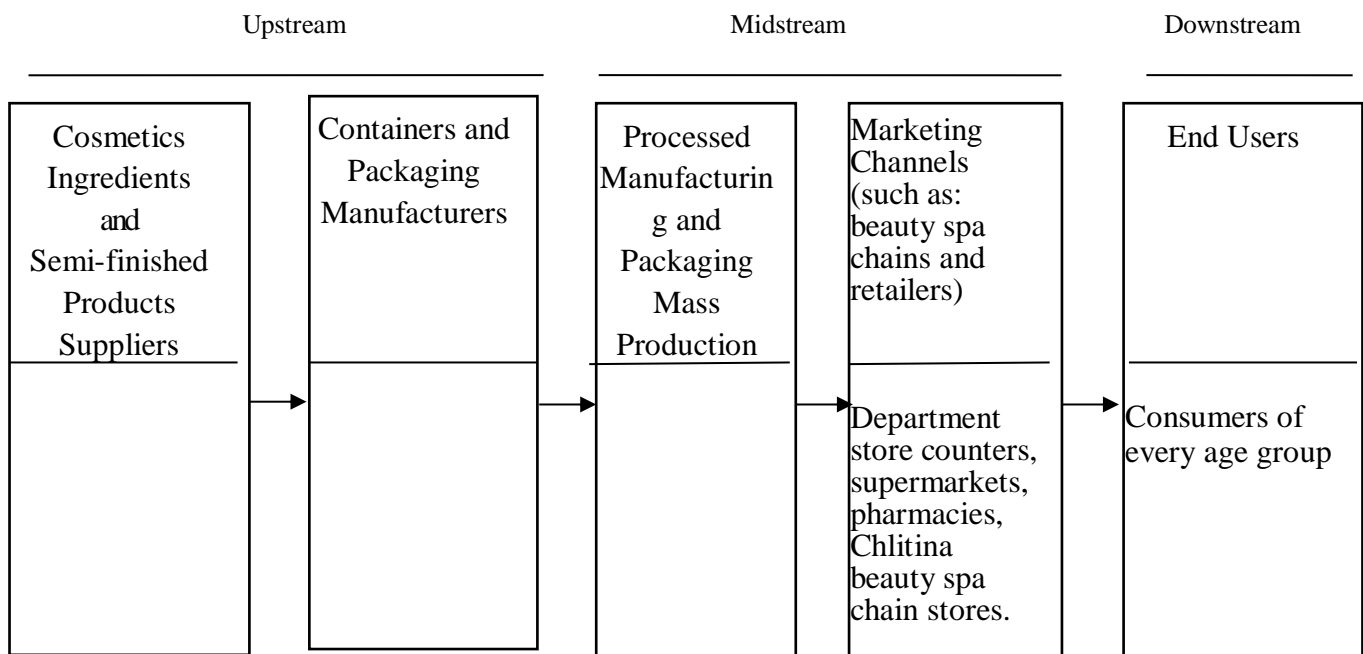 Upstream
Midstream
Downstream
Cosmetics
Ingredients
and
Semi-finished
Products
Suppliers
Containers and
Packaging
Manufacturers
Processed
Manufacturin
g and
Packaging
Mass
Production
Marketing
Channels
(such as:
beauty spa
chains and
retailers)
Department
store counters,
supermarkets,
pharmacies,
Chlitina
beauty spa
chain stores.
End Users
Consumers of
every age group